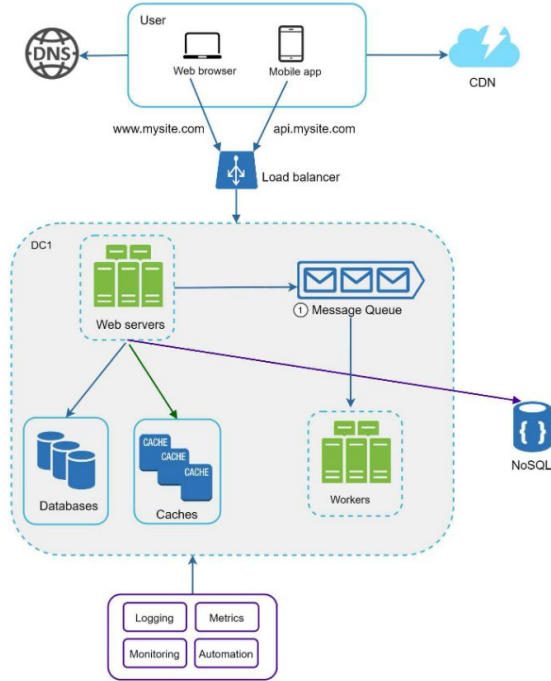 User
DNS
Web browser
Mobile app
CDN
www.mysite.com
api.mysite.com
Load balancer
DC1
Web servers
1 Message Queue
CACHE
CACHE
CACHE
Databases
Caches
Workers
{ }
NoSQL
Logging
Metrics
Monitoring
Automation